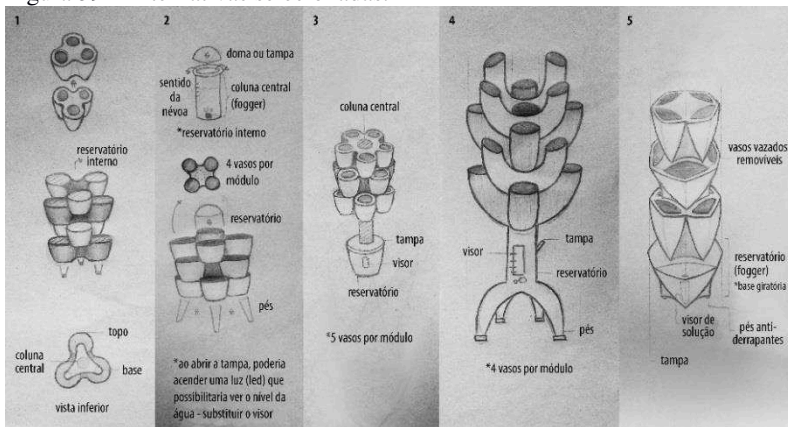 1
reservatório
interno
coluna
central
topo
base
vista inferior
2
doma ou tampa
sentido
da
névoa
coluna central
(fogger)
*reservatório interno
4 vasos por
módulo
reservatório
pés
*ao abrir a tampa, poderia
acender uma luz (led) que
possibilitaria ver o nível da
água - substituir o visor
3
coluna central
tampa
visor
reservatório
*5 vasos por módulo
4
visor
tampa
reservatório
pés
*4 vasos por módulo
5
vasos vazados
removíveis
reservatório
(fogger)
*base giratória
visor de
solução
pés anti-
derrapantes
tampa